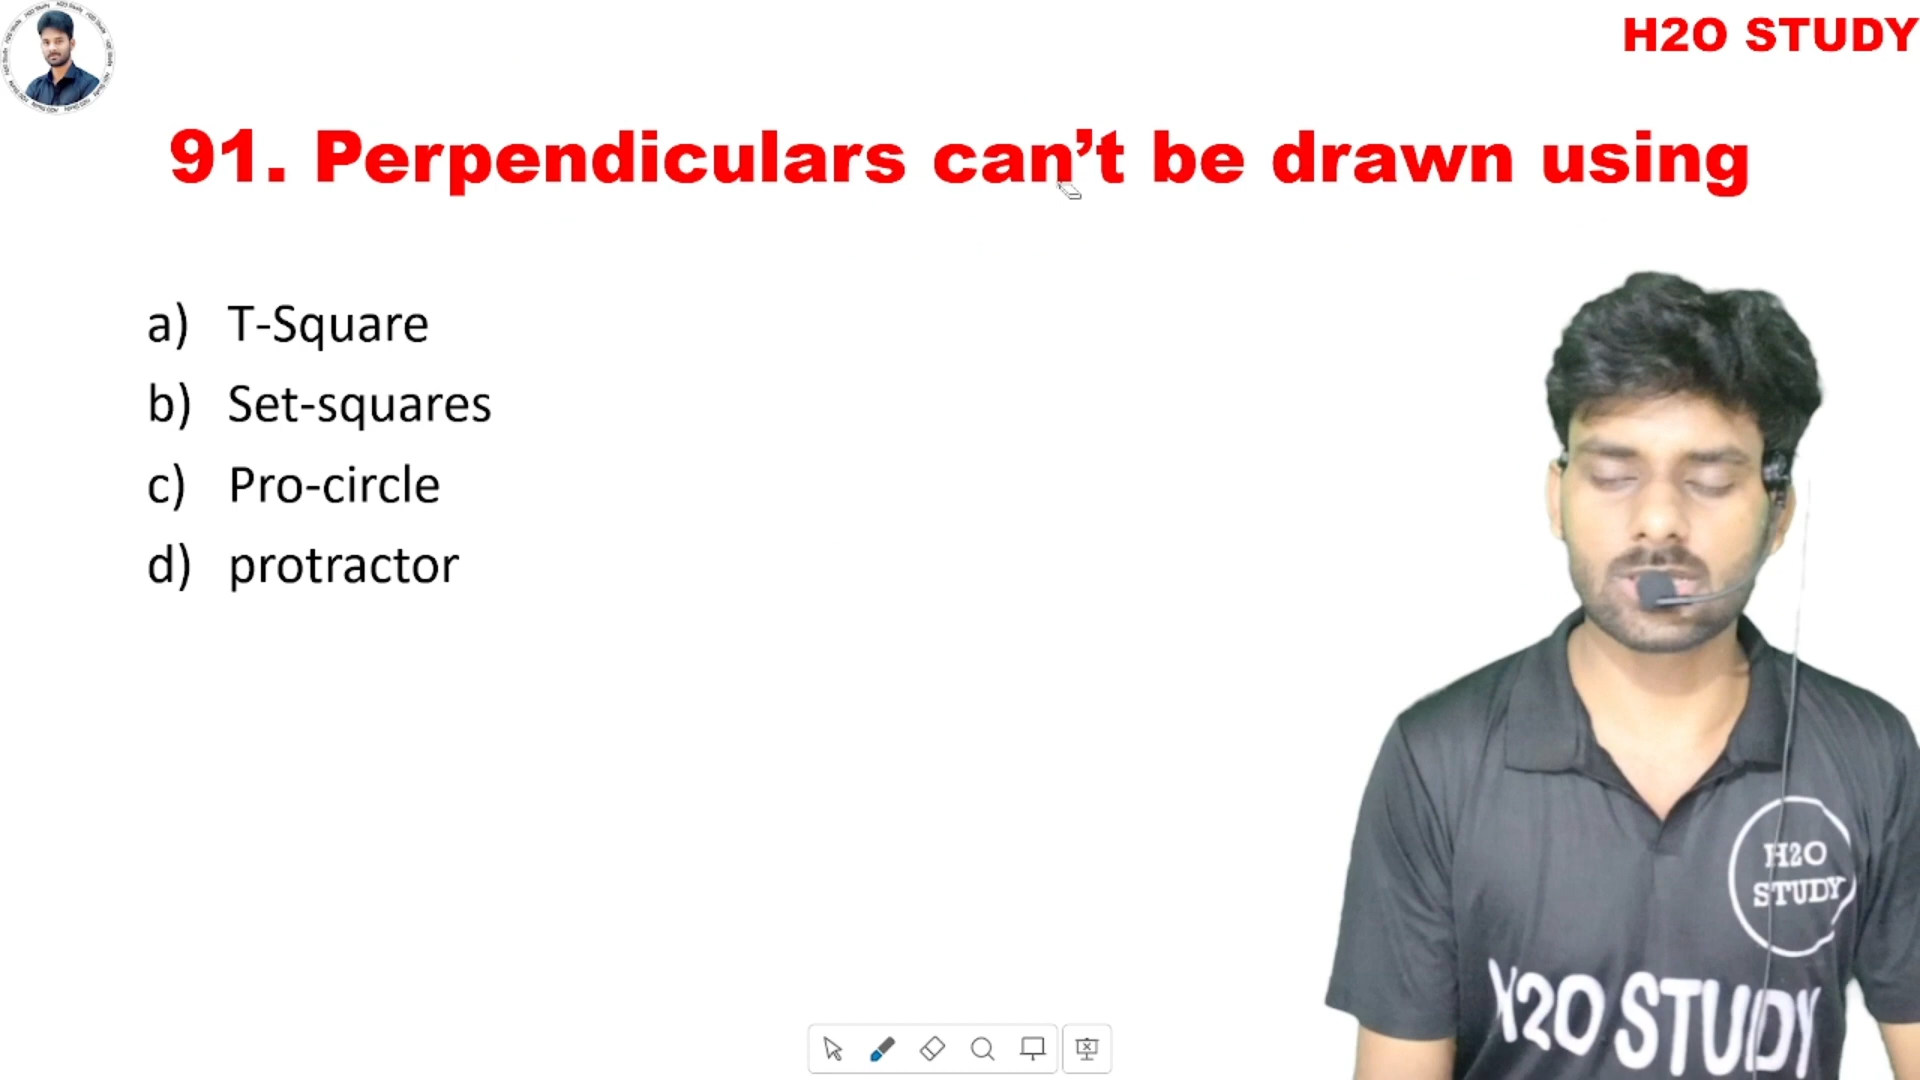 H2O STUDY
91. Perpendiculars can’t be drawn using
a) T-Square
b) Set-squares
c) Pro-circle
d) protractor
H2O
STUDY
H2O STUDY